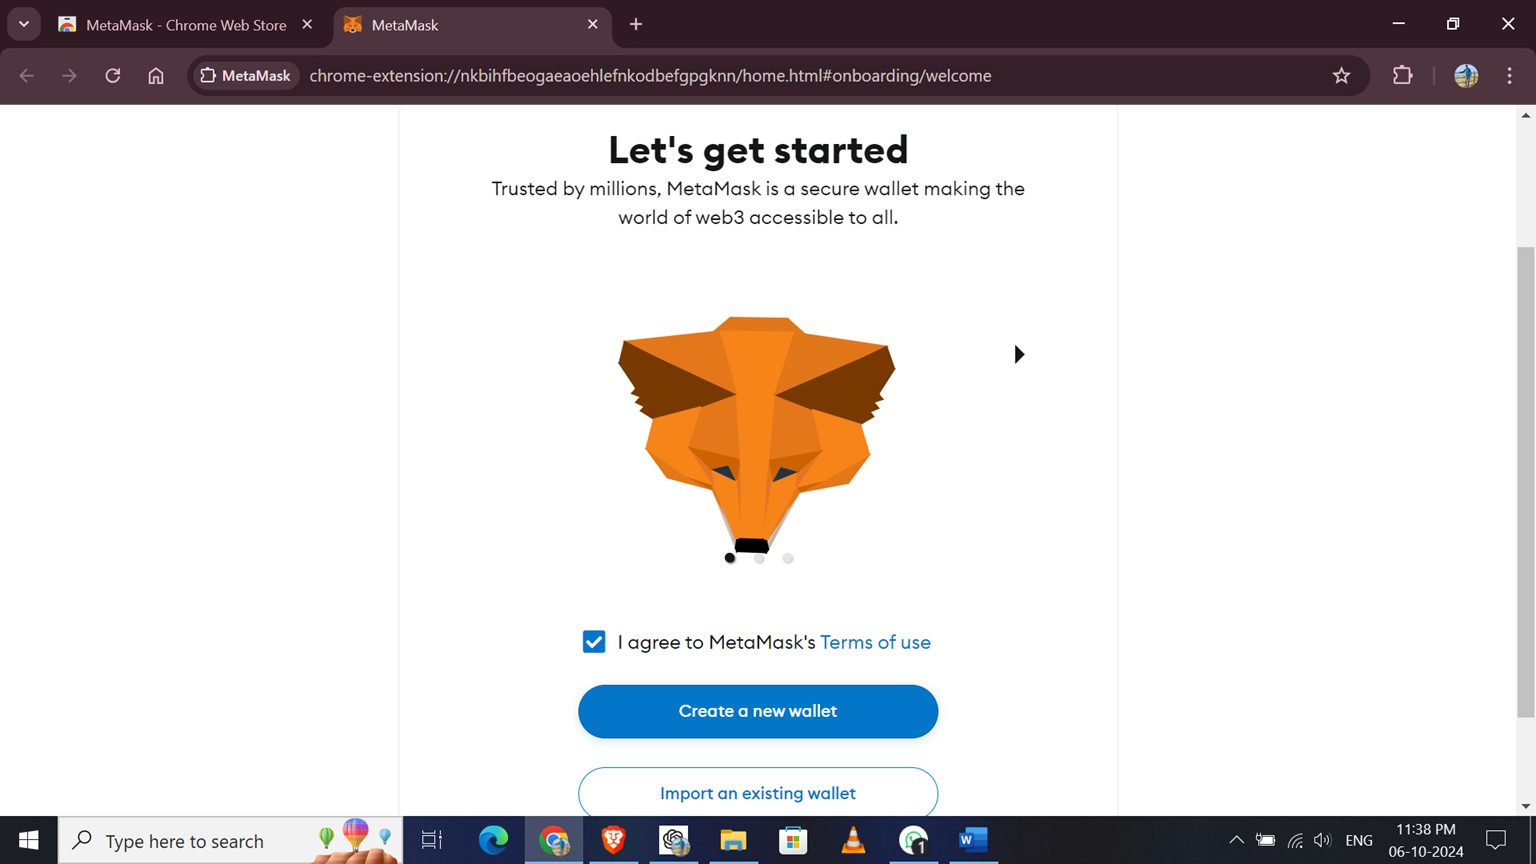 MetaMask - Chrome Web Store
MetaMask
MetaMask
chrome-extension://nkbihfbeogaeaoehlefnkodbefgpgknn/home.html#onboarding/welcome
Let's get started
Trusted by millions, MetaMask is a secure wallet making the
world of web3 accessible to all.
I agree to MetaMask's Terms of use
Create a new wallet
Import an existing wallet
Type here to search
1
W
ENG
11:38 PM
06-10-2024